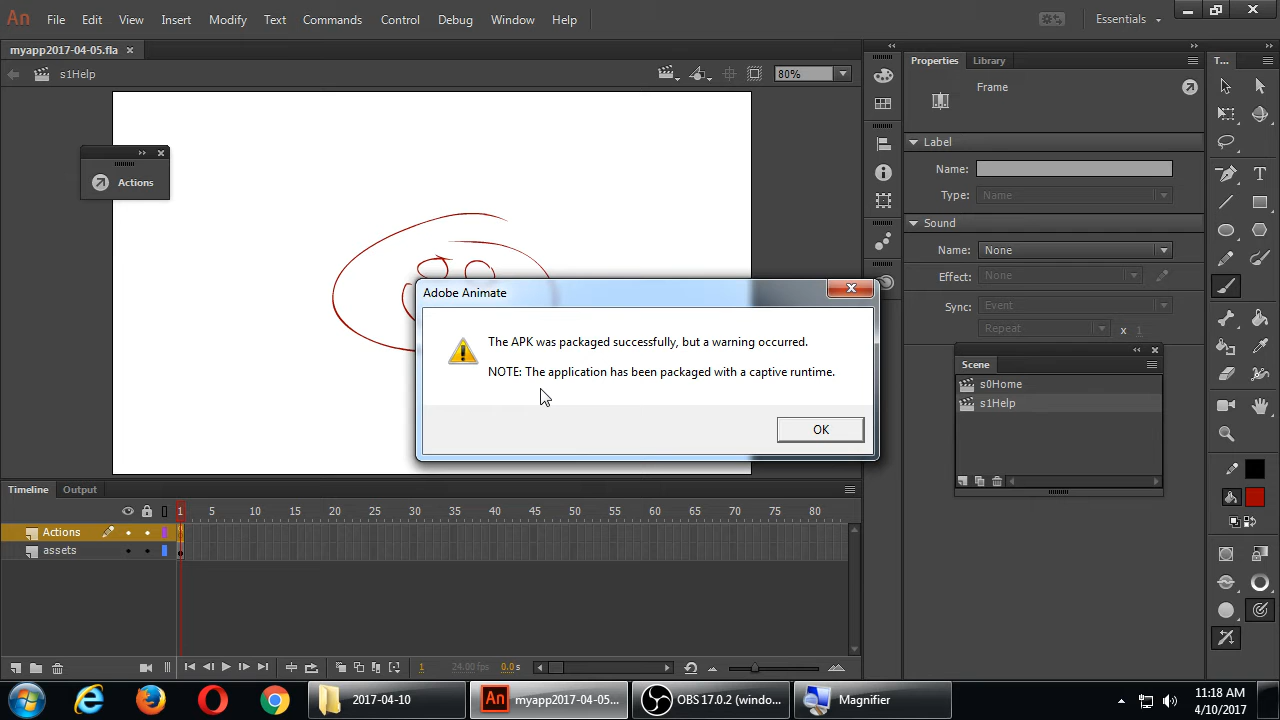 An File Edit View Insert Modify Text Commands Control Debug Window Help Essentials
myapp2017-04-05.fla
s1Help
80%
Actions
Adobe Animate
The APK was packaged successfully, but a warning occurred.
NOTE: The application has been packaged with a captive runtime.
OK
Properties Library
Frame
Label
Name:
Type: Name
Sound
Name: None
Effect: None
Sync: Event
Repeat x 1
Scene
s0Home
s1Help
T...
T
Timeline Output
1 5 10 15 20 25 30 35 40 45 50 55 60 65 70 75 80
Actions
assets
1 24.00 fps 0.0 s
2017-04-10
An myapp2017-04-05...
OBS 17.0.2 (windo...
Magnifier
11:18 AM
4/10/2017